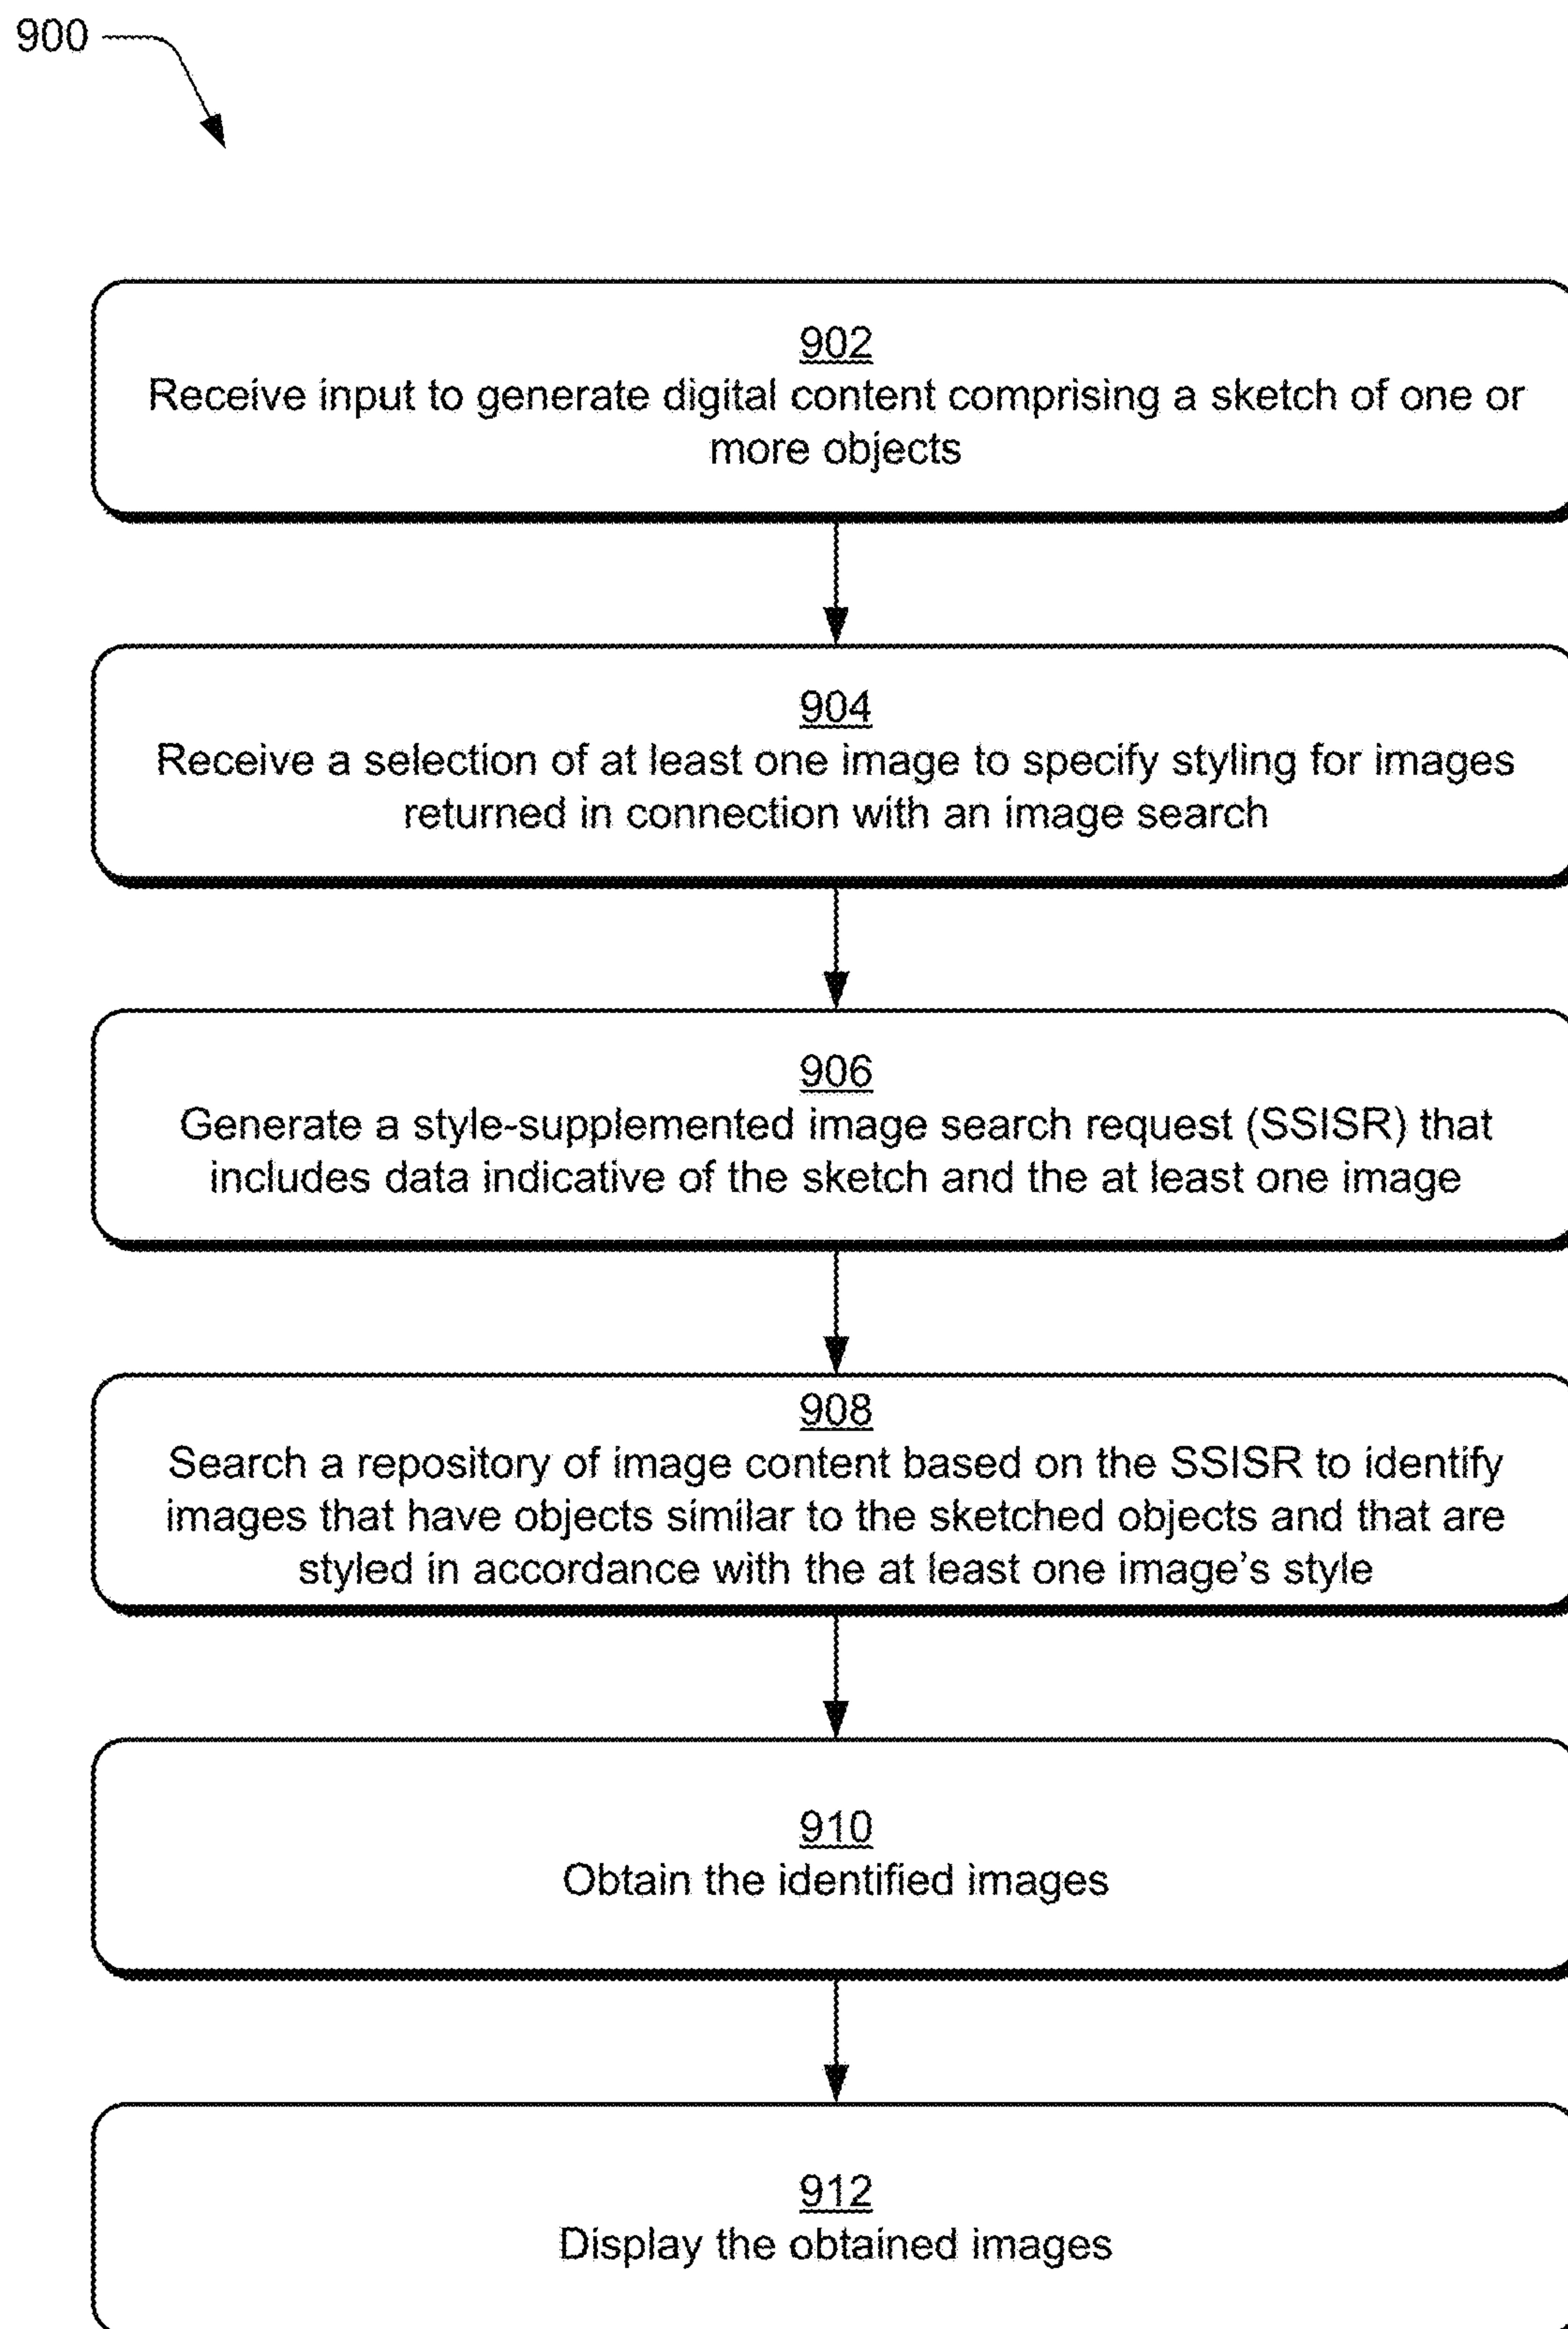 900
902
Receive input to generate digital content comprising a sketch of one or
more objects
904
Receive a selection of at least one image to specify styling for images
returned in connection with an image search
906
Generate a style-supplemented image search request (SSISR) that
includes data indicative of the sketch and the at least one image
908
Search a repository of image content based on the SSISR to identify
images that have objects similar to the sketched objects and that are
styled in accordance with the at least one image’s style
910
Obtain the identified images
912
Display the obtained images